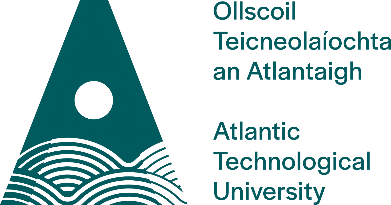 Ollscoil
Teicneolaíochta
an Atlantaigh
Atlantic
Technological
University